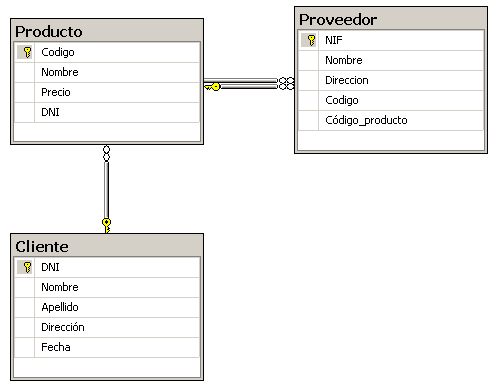 Producto
Codigo
Nombre
Precio
DNI
Proveedor
NIF
Nombre
Direccion
Codigo
Código_producto
Cliente
DNI
Nombre
Apellido
Dirección
Fecha